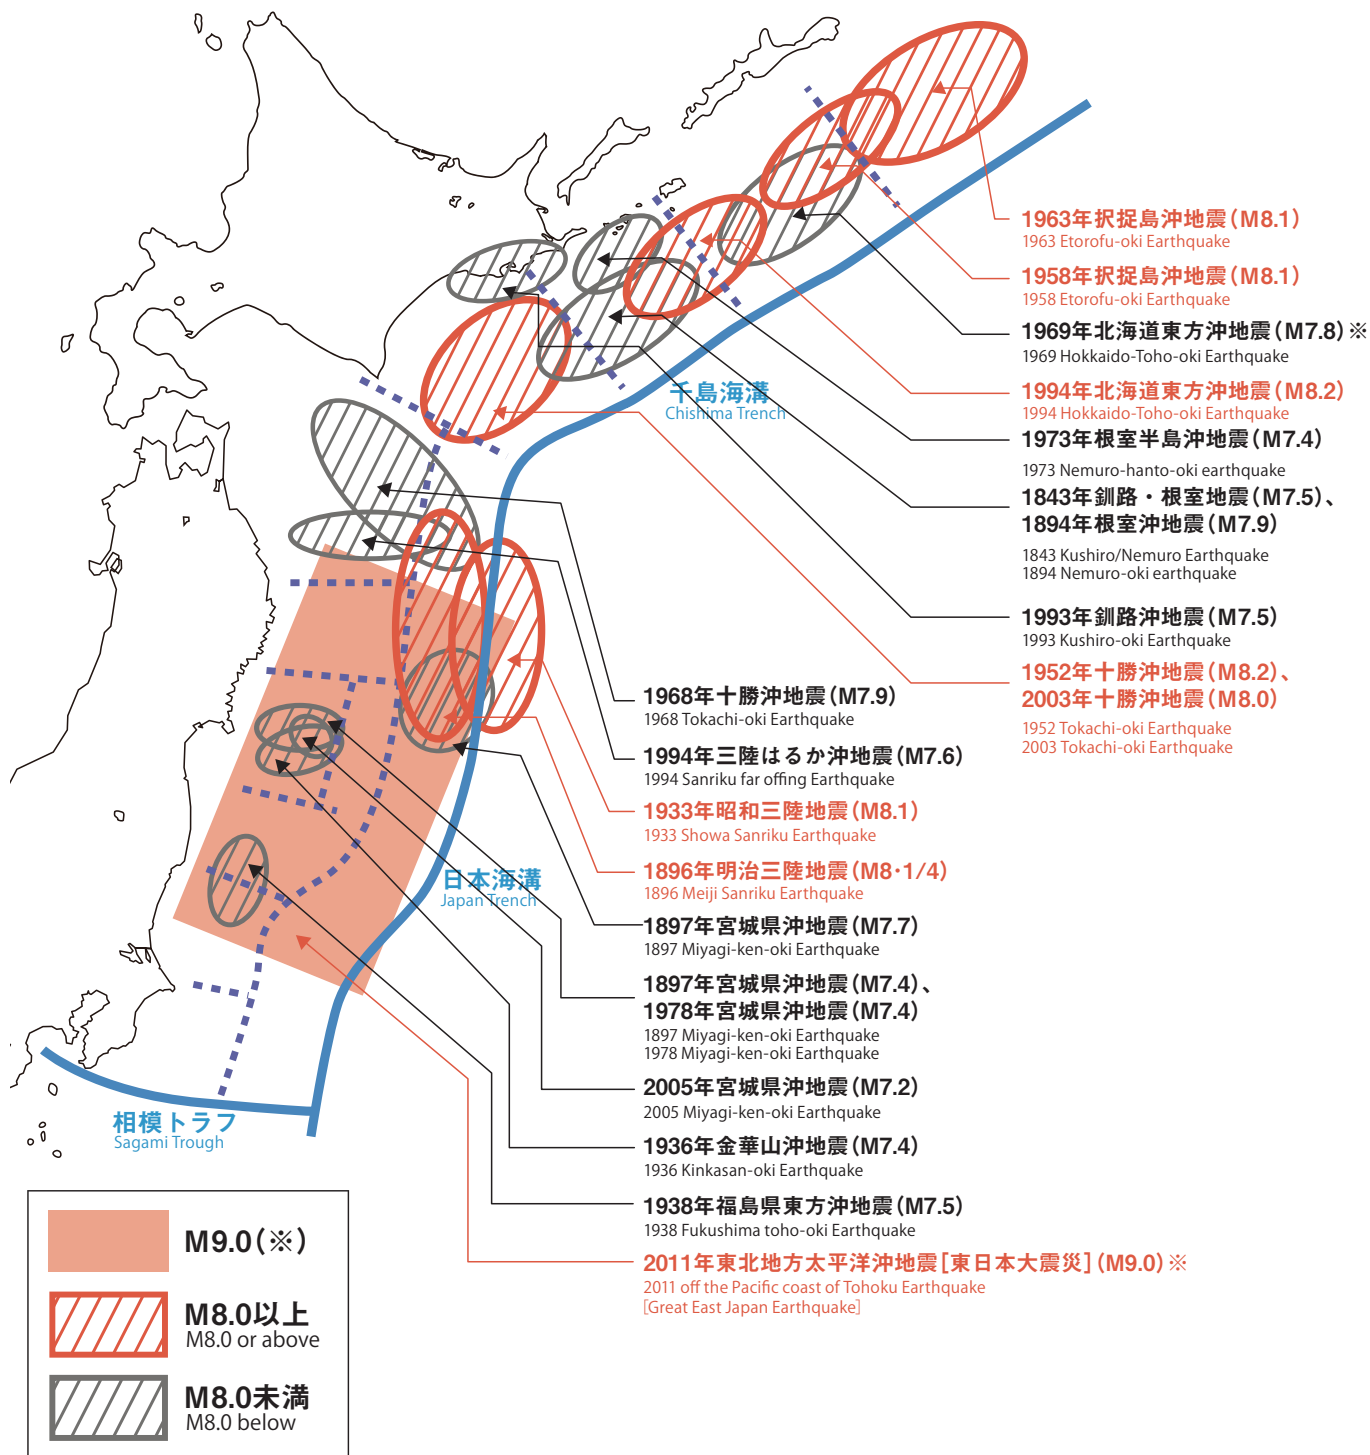 1963年択捉島沖地震(M8.1)
1963 Etorofu-oki Earthquake
1958年択捉島沖地震(M8.1)
1958 Etorofu-oki Earthquake
1969年北海道東方沖地震(M7.8)※
1969 Hokkaido-Toho-oki Earthquake
1994年北海道東方沖地震(M8.2)
1994 Hokkaido-Toho-oki Earthquake
千島海溝
Chishima Trench
1973年根室半島沖地震(M7.4)
1973 Nemuro-hanto-oki earthquake
1843年釧路・根室地震(M7.5)、
1894年根室沖地震(M7.9)
1843 Kushiro/Nemuro Earthquake
1894 Nemuro-oki earthquake
1993年釧路沖地震(M7.5)
1993 Kushiro-oki Earthquake
1952年十勝沖地震(M8.2)、
2003年十勝沖地震(M8.0)
1952 Tokachi-oki Earthquake
2003 Tokachi-oki Earthquake
1968年十勝沖地震(M7.9)
1968 Tokachi-oki Earthquake
1994年三陸はるか沖地震(M7.6)
1994 Sanriku far offing Earthquake
1933年昭和三陸地震(M8.1)
1933 Showa Sanriku Earthquake
1896年明治三陸地震(M8・1/4)
1896 Meiji Sanriku Earthquake
日本海溝
Japan Trench
1897年宮城県沖地震(M7.7)
1897 Miyagi-ken-oki Earthquake
1897年宮城県沖地震(M7.4)、
1978年宮城県沖地震(M7.4)
1897 Miyagi-ken-oki Earthquake
1978 Miyagi-ken-oki Earthquake
2005年宮城県沖地震(M7.2)
2005 Miyagi-ken-oki Earthquake
相模トラフ
Sagami Trough
1936年金華山沖地震(M7.4)
1936 Kinkasan-oki Earthquake
1938年福島県東方沖地震(M7.5)
1938 Fukushima toho-oki Earthquake
2011年東北地方太平洋沖地震[東日本大震災](M9.0)※
2011 off the Pacific coast of Tohoku Earthquake
[Great East Japan Earthquake]
M9.0(※)
M8.0以上
M8.0 or above
M8.0未満
M8.0 below